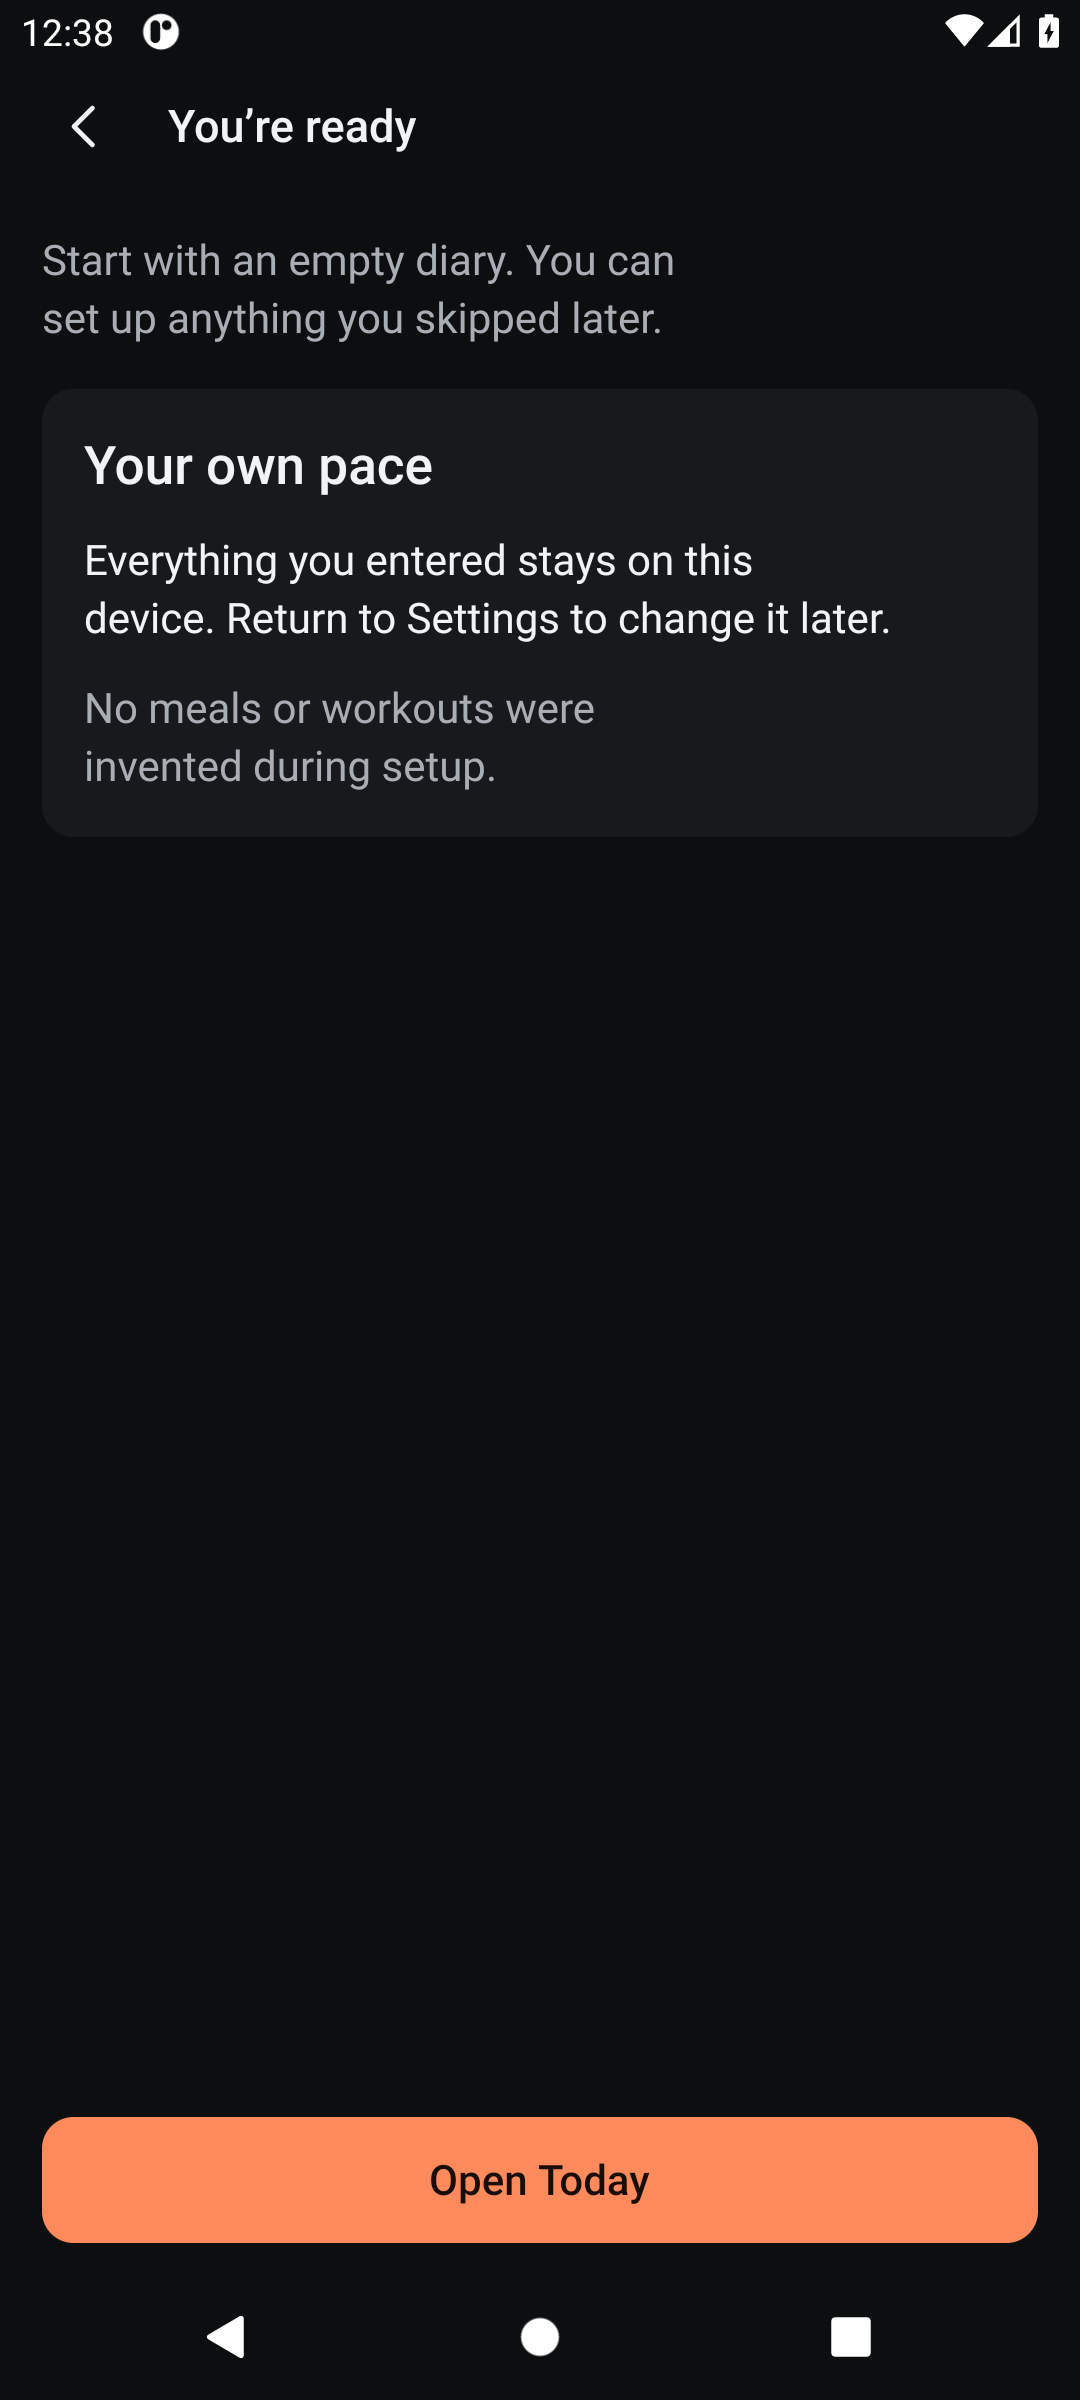 12:38
You’re ready
Start with an empty diary. You can
set up anything you skipped later.
Your own pace
Everything you entered stays on this
device. Return to Settings to change it later.
No meals or workouts were
invented during setup.
Open Today